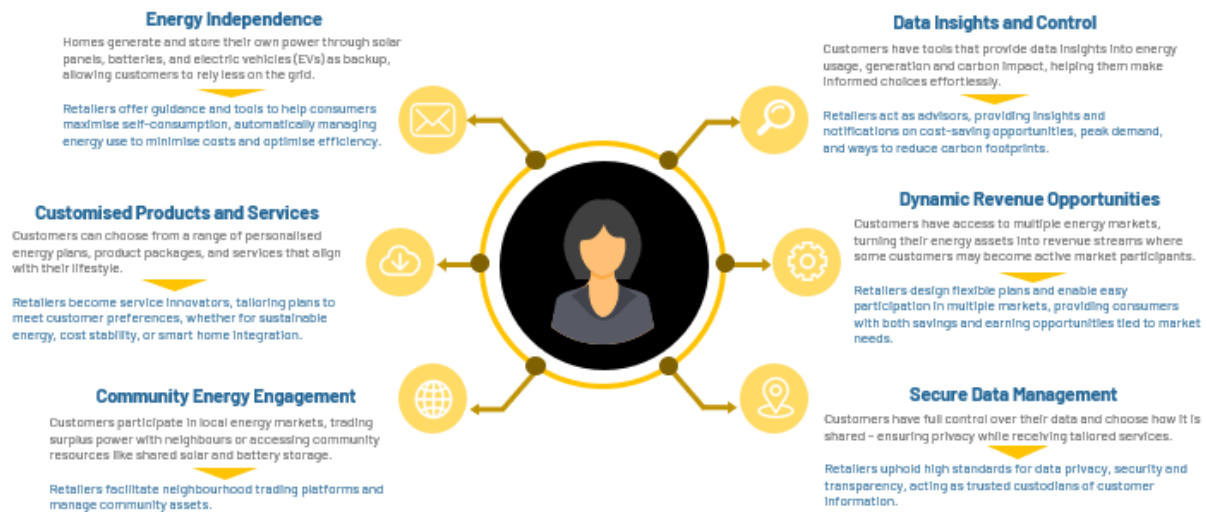 Energy Independence
Homes generate and store their own power through solar
panels, batteries, and electric vehicles (EVs) as backup,
allowing customers to rely less on the grid.
Retailers offer guidance and tools to help consumers
maximise self-consumption, automatically managing
energy use to minimise costs and optimise efficiency.
Customised Products and Services
Customers can choose from a range of personalised
energy plans, product packages, and services that align
with their lifestyle.
Retailers become service innovators, tailoring plans to
meet customer preferences, whether for sustainable
energy, cost stability, or smart home integration.
Community Energy Engagement
Customers participate in local energy markets, trading
surplus power with neighbours or accessing community
resources like shared solar and battery storage.
Retailers facilitate neighbourhood trading platforms and
manage community assets.
Data Insights and Control
Customers have tools that provide data insights into energy
usage, generation and carbon impact, helping them make
informed choices effortlessly.
Retailers act as advisors, providing insights and
notifications on cost-saving opportunities, peak demand,
and ways to reduce carbon footprints.
Dynamic Revenue Opportunities
Customers have access to multiple energy markets,
turning their energy assets into revenue streams where
some customers may become active market participants.
Retailers design flexible plans and enable easy
participation in multiple markets, providing consumers
with both savings and earning opportunities tied to market
needs.
Secure Data Management
Customers have full control over their data and choose how it is
shared – ensuring privacy while receiving tailored services.
Retailers uphold high standards for data privacy, security and
transparency, acting as trusted custodians of customer
information.